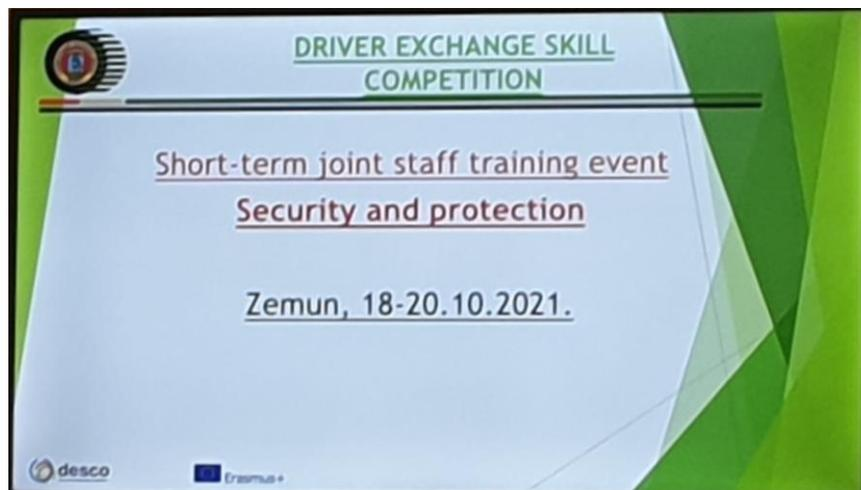 DRIVER EXCHANGE SKILL
COMPETITION
Short-term joint staff training event
Security and protection
Zemun, 18-20.10.2021.
desco
Erasmus+